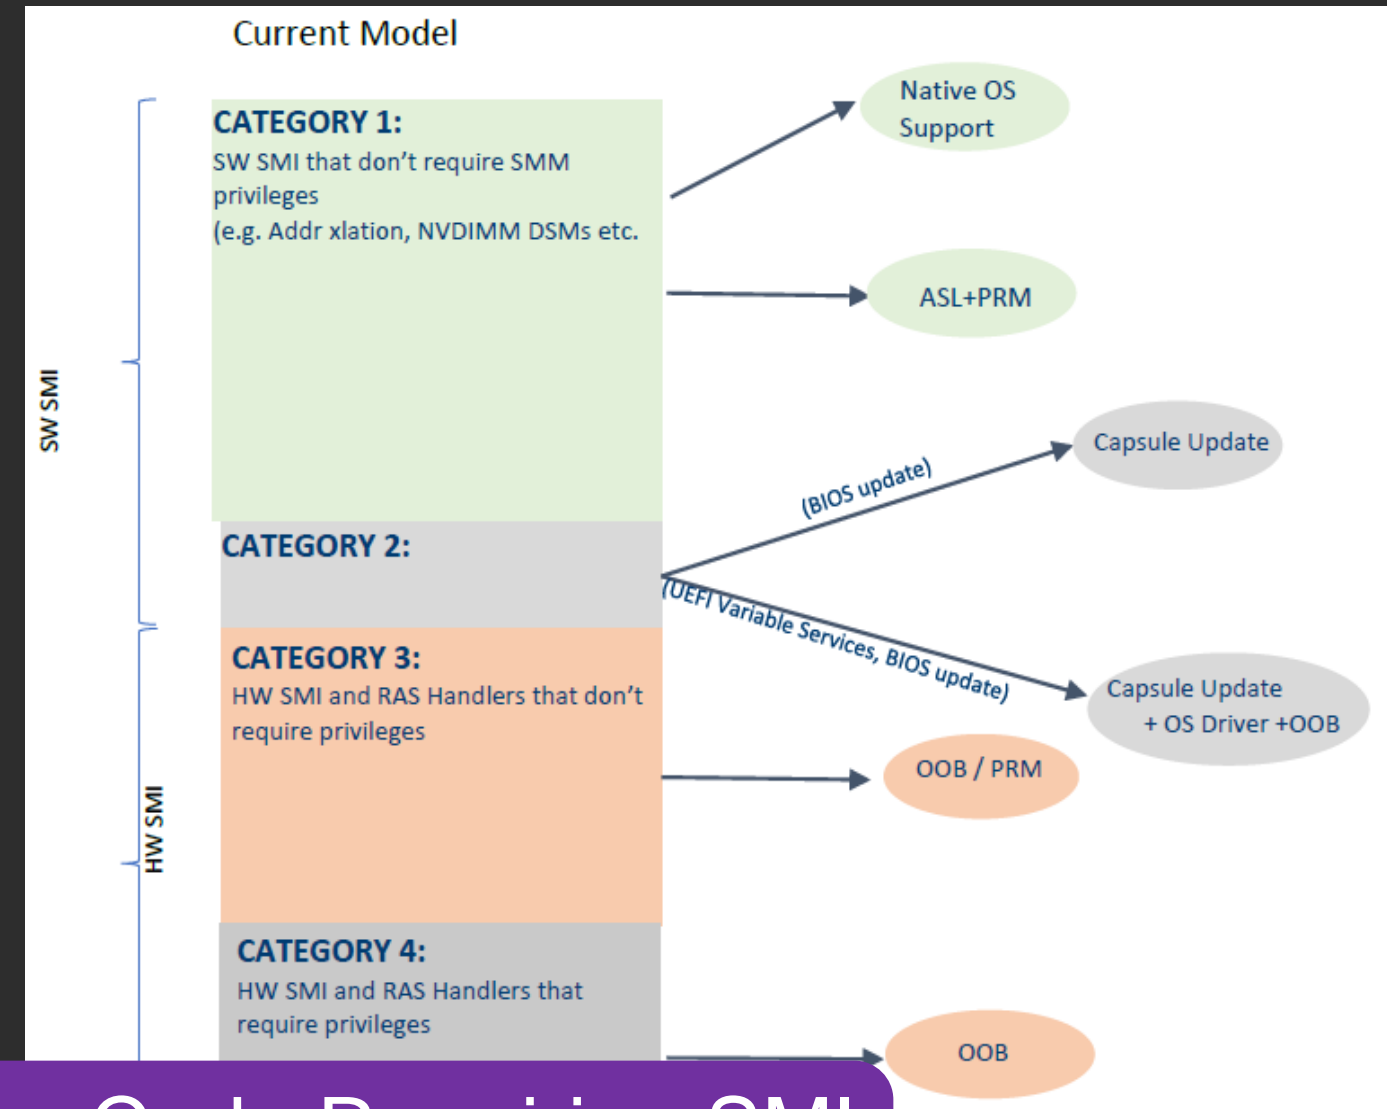 Current Model
CATEGORY 1:
SW SMI that don't require SMM
privileges
(e.g. Addr xlation, NVDIMM DSMs etc.
Native OS
Support
ASL+PRM
SW SMI
(BIOS update)
Capsule Update
CATEGORY 2:
(UEFI Variable Services, BIOS update)
Capsule Update
+ OS Driver +OOB
CATEGORY 3:
HW SMI and RAS Handlers that don't
require privileges
OOB / PRM
HW SMI
CATEGORY 4:
HW SMI and RAS Handlers that
require privileges
OOB
SMI